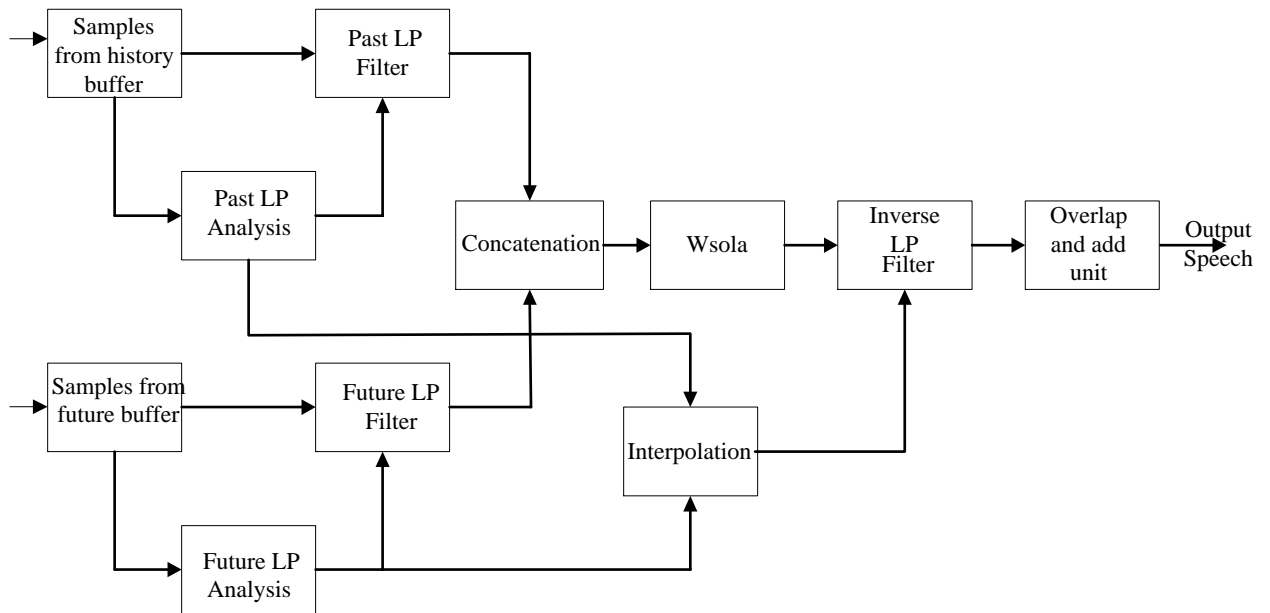 Samples
from history
buffer
Past LP
Filter
Past LP
Analysis
Concatenation
Wsola
Inverse
LP
Filter
Overlap
and add
unit
Output
Speech
Samples from
future buffer
Future LP
Filter
Interpolation
Future LP
Analysis